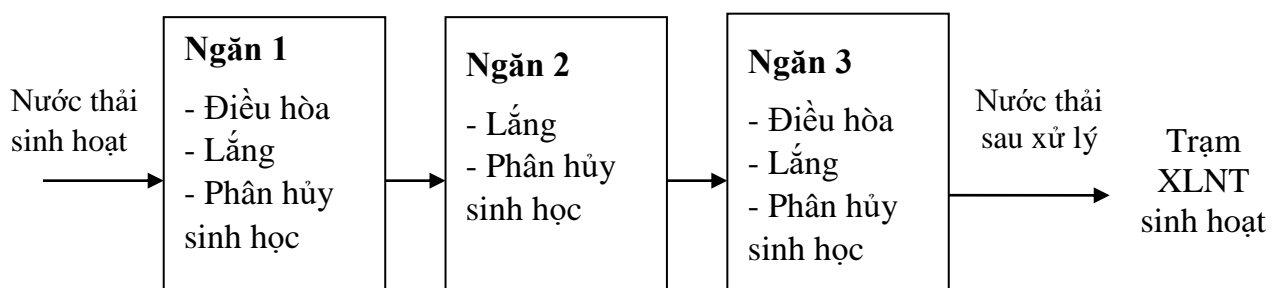 Nước thải
sinh hoạt
Ngăn 1
- Điều hòa
- Lắng
- Phân hủy
sinh học
Ngăn 2
- Lắng
- Phân hủy
sinh học
Ngăn 3
- Điều hòa
- Lắng
- Phân hủy
sinh học
Nước thải
sau xử lý
Trạm
XLNT
sinh hoạt